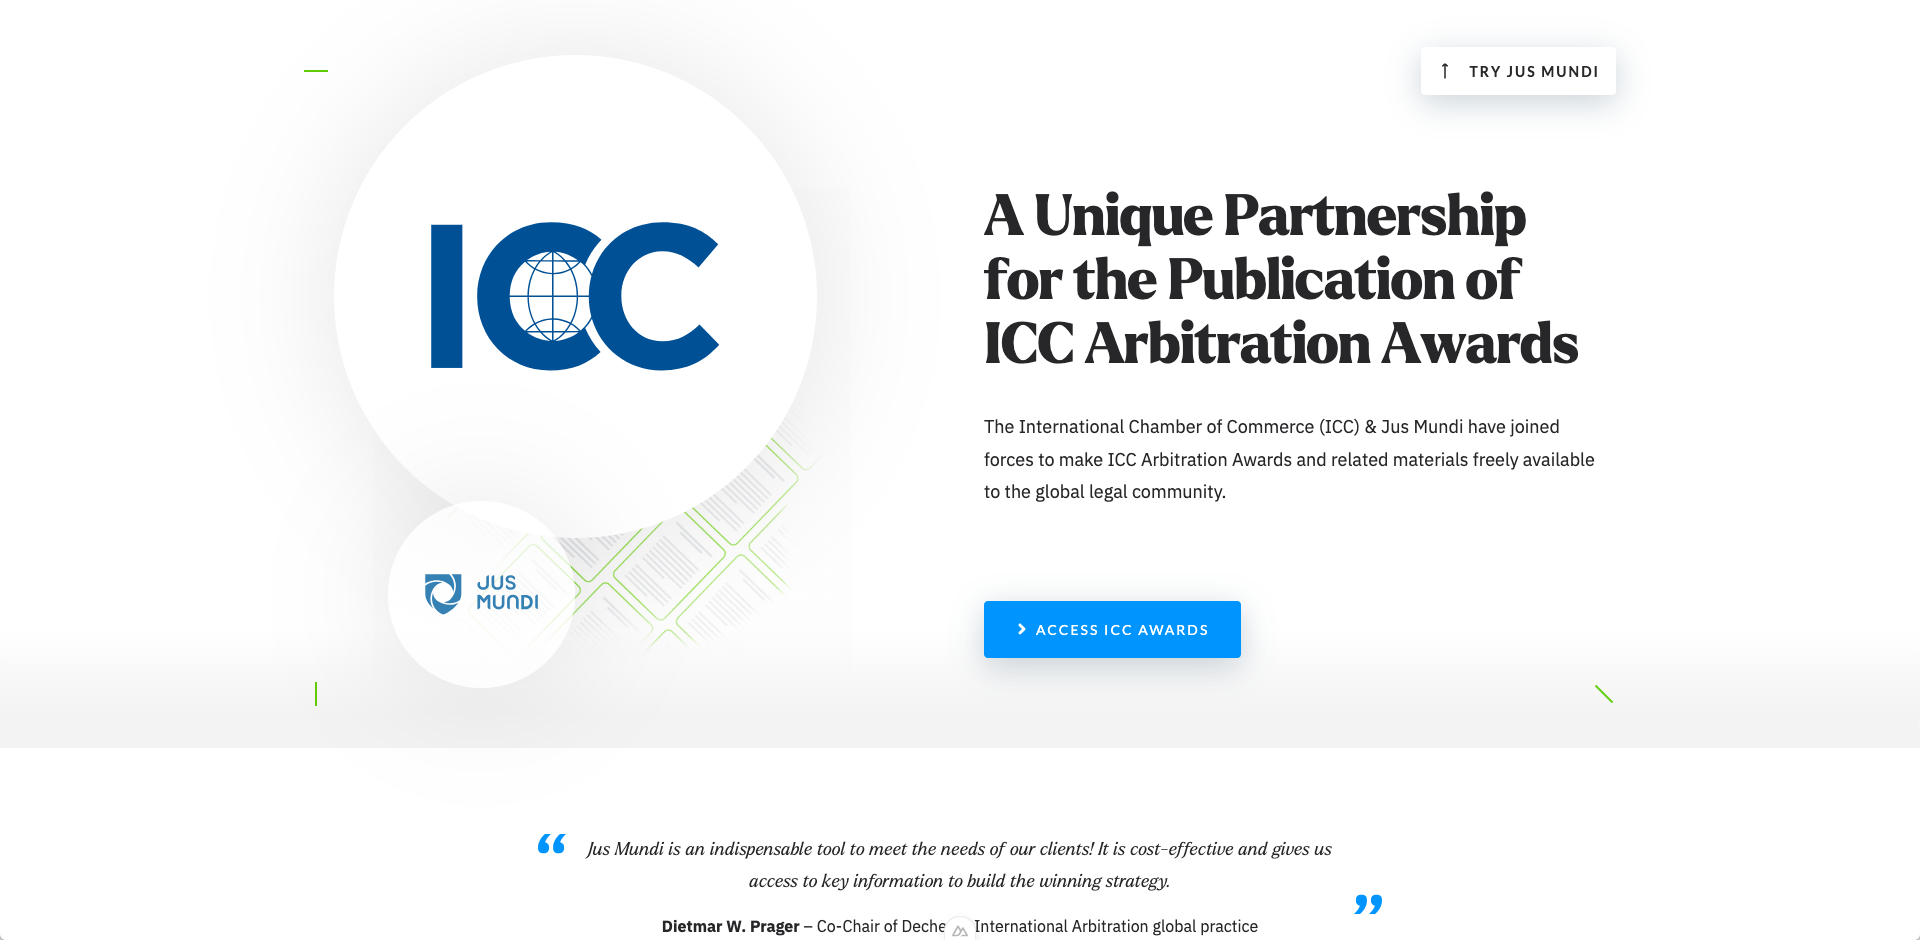 TRY JUS MUNDI
ICC
A Unique Partnership
for the Publication of
ICC Arbitration Awards
The International Chamber of Commerce (ICC) & Jus Mundi have joined
forces to make ICC Arbitration Awards and related materials freely available
to the global legal community.
JUS
MUNDI
ACCESS ICC AWARDS
“ Jus Mundi is an indispensable tool to meet the needs of our clients! It is cost-effective and gives us
access to key information to build the winning strategy. ”
Dietmar W. Prager – Co-Chair of International Arbitration global practice